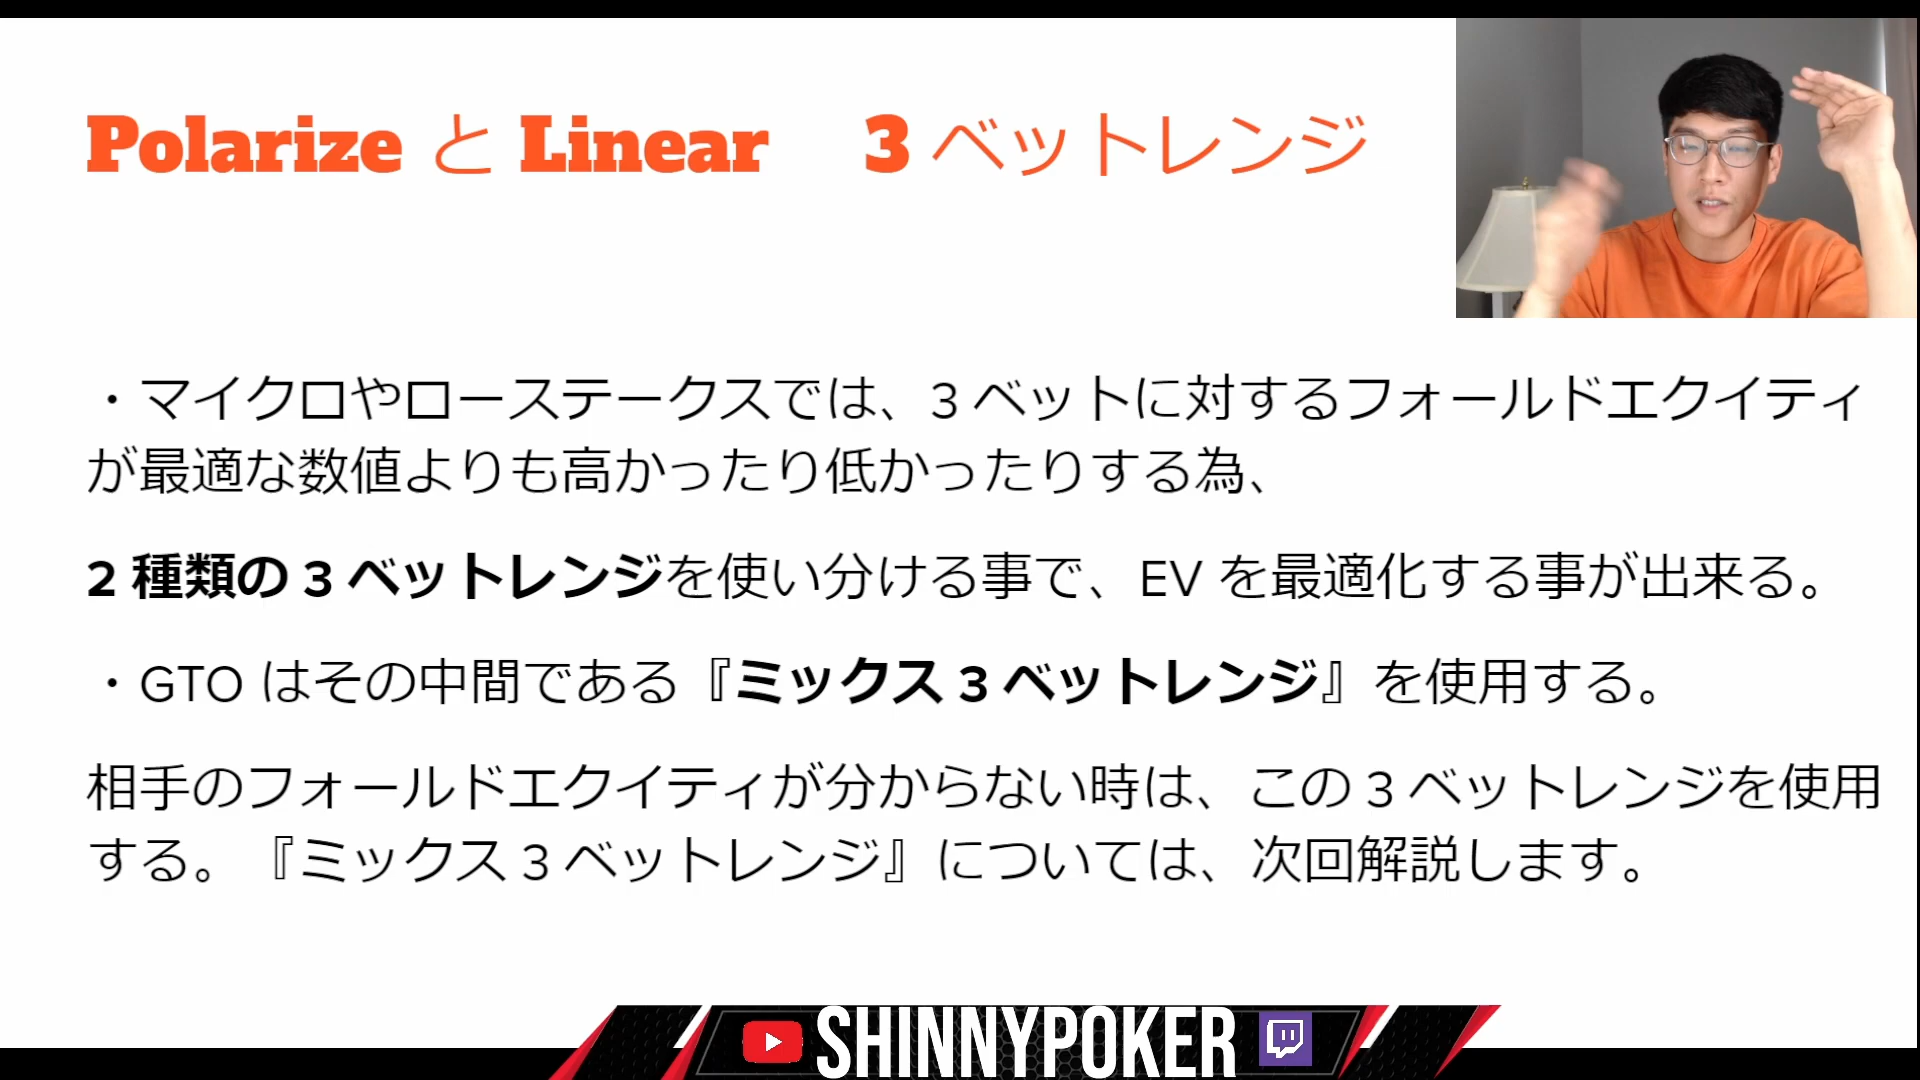 Polarize と Linear　3 ベットレンジ
・マイクロやローステークスでは、3 ベットに対するフォールドエクイティ
が最適な数値よりも高かったり低かったりする為、
2 種類の 3 ベットレンジを使い分ける事で、EV を最適化する事が出来る。
・GTO はその中間である『ミックス 3 ベットレンジ』を使用する。
相手のフォールドエクイティが分からない時は、この 3 ベットレンジを使用
する。『ミックス 3 ベットレンジ』については、次回解説します。
SHINNYPOKER